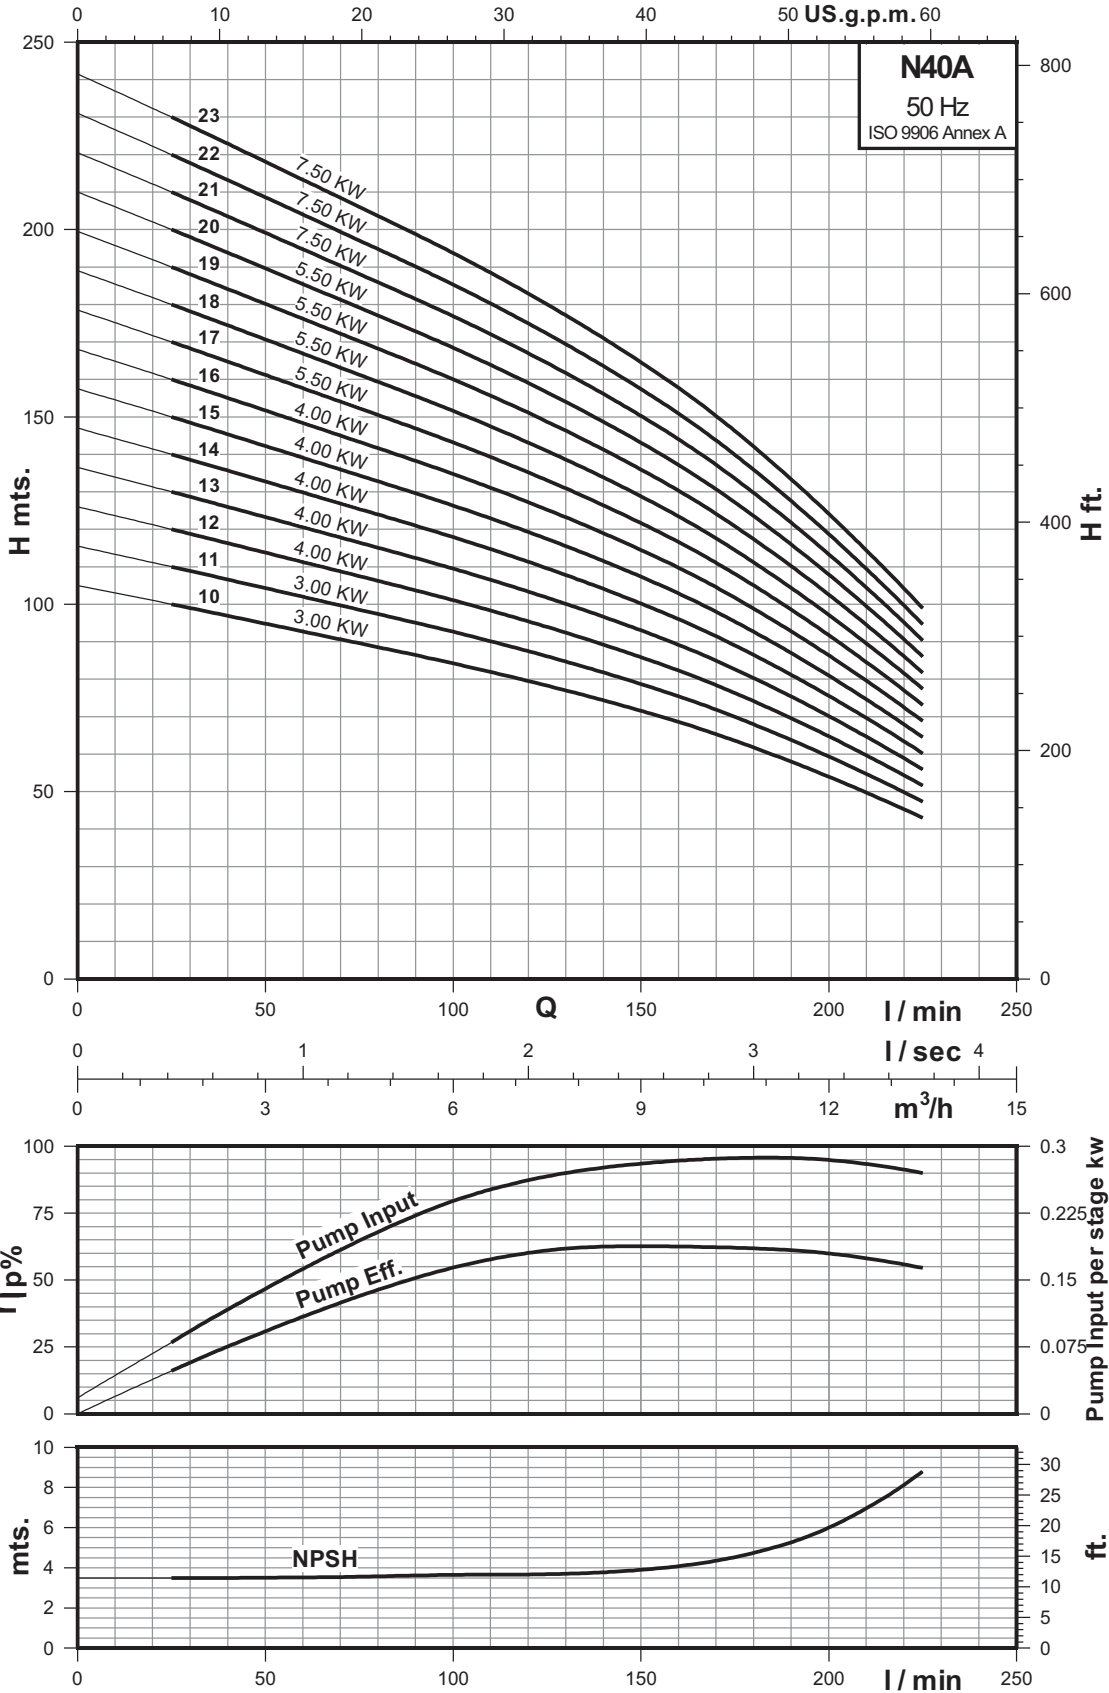 0 10 20 30 40 50 US.g.p.m. 60
N40A
50 Hz
ISO 9906 Annex A
250
200
150
100
50
0
H mts.
800
600
400
200
0
H ft.
23
22
21
20
19
18
17
16
15
14
13
12
11
10
7.50 KW
7.50 KW
7.50 KW
5.50 KW
5.50 KW
5.50 KW
5.50 KW
4.00 KW
4.00 KW
4.00 KW
4.00 KW
4.00 KW
3.00 KW
3.00 KW
0 50 100 Q 150 200 l / min 250
0 1 2 3 l / sec 4
0 3 6 9 12 m³/h 15
100
75
50
25
0
ηp%
Pump Input
Pump Eff.
0.3
0.225
0.15
0.075
0
Pump Input per stage kw
10
8
6
4
2
0
mts.
NPSH
30
25
20
15
10
5
0
ft.
0 50 100 150 200 l / min 250